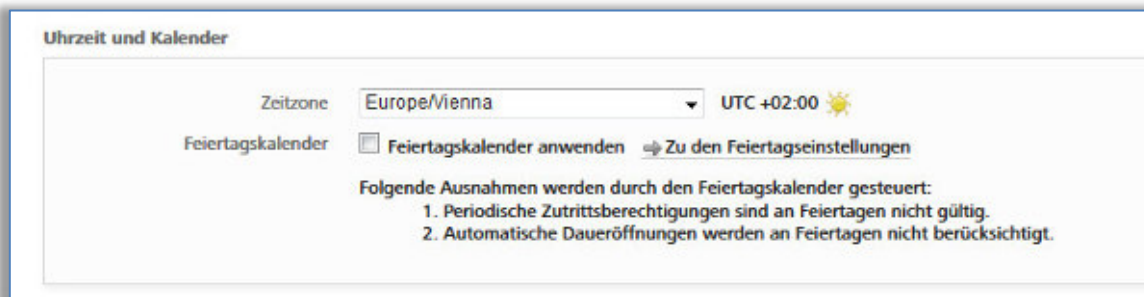 Uhrzeit und Kalender
Zeitzone Europe/Vienna UTC +02:00
Feiertagskalender Feiertagskalender anwenden Zu den Feiertagseinstellungen
Folgende Ausnahmen werden durch den Feiertagskalender gesteuert:
1. Periodische Zutrittsberechtigungen sind an Feiertagen nicht gültig.
2. Automatische Daueröffnungen werden an Feiertagen nicht berücksichtigt.